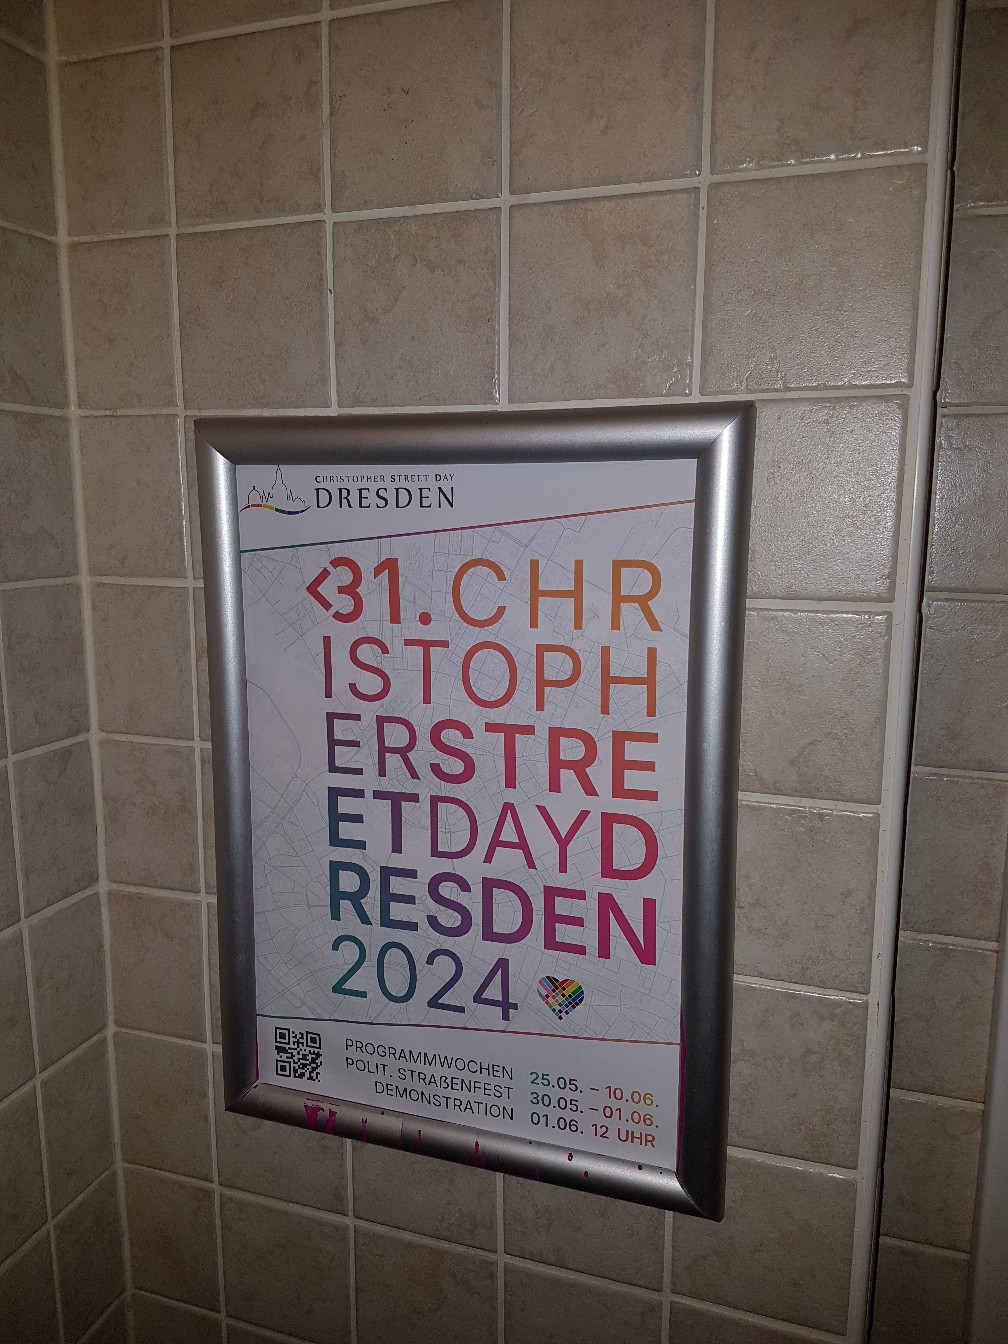 CHRISTOPHER STREET DAY
DRESDEN
<31.CHR
ISTOPH
ERSTRE
ETDAYD
RESDEN
2024
PROGRAMMWOCHEN 25.05. – 10.06.
POLIT. STRAßENFEST 30.05. – 01.06.
DEMONSTRATION 01.06. 12 UHR